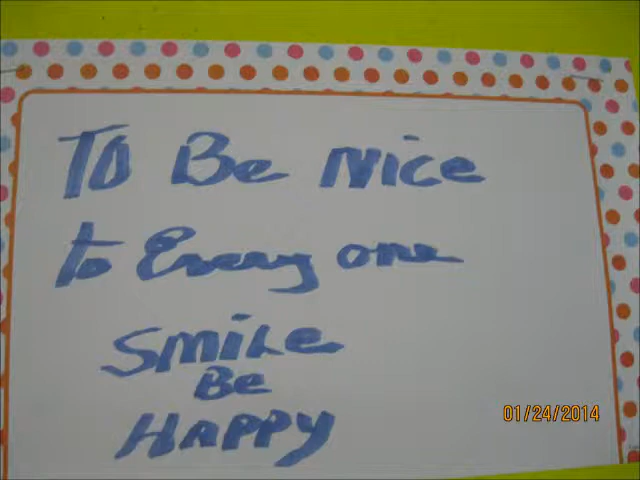 TO Be Nice
to Every one
SMiLe
Be
HAPPY
01/24/2014